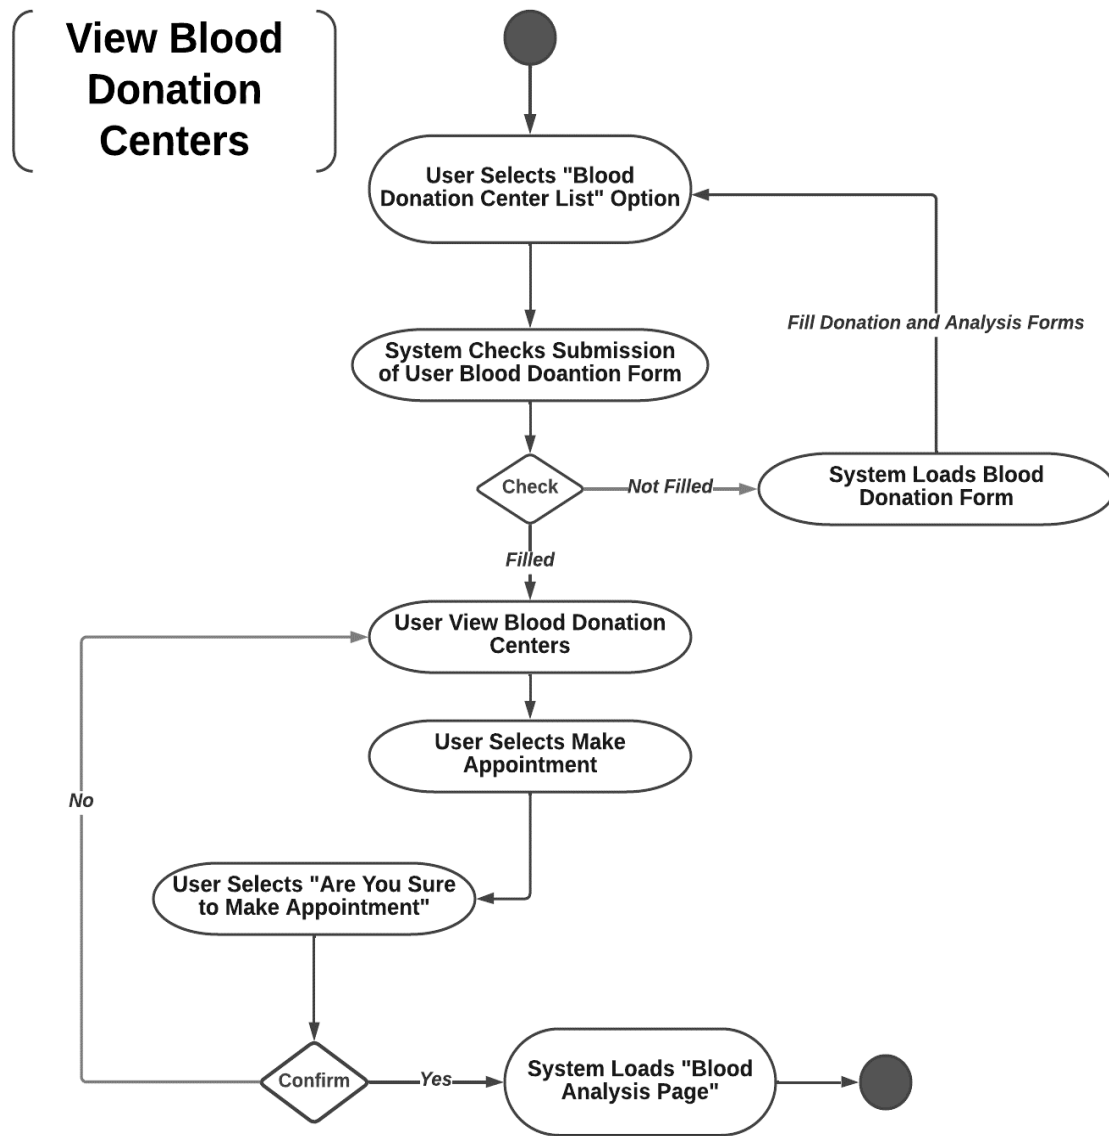 View Blood
Donation
Centers
User Selects "Blood
Donation Center List" Option
Fill Donation and Analysis Forms
System Checks Submission
of User Blood Doantion Form
Check
Not Filled
System Loads Blood
Donation Form
Filled
User View Blood Donation
Centers
User Selects Make
Appointment
No
User Selects "Are You Sure
to Make Appointment"
Confirm
Yes
System Loads "Blood
Analysis Page"